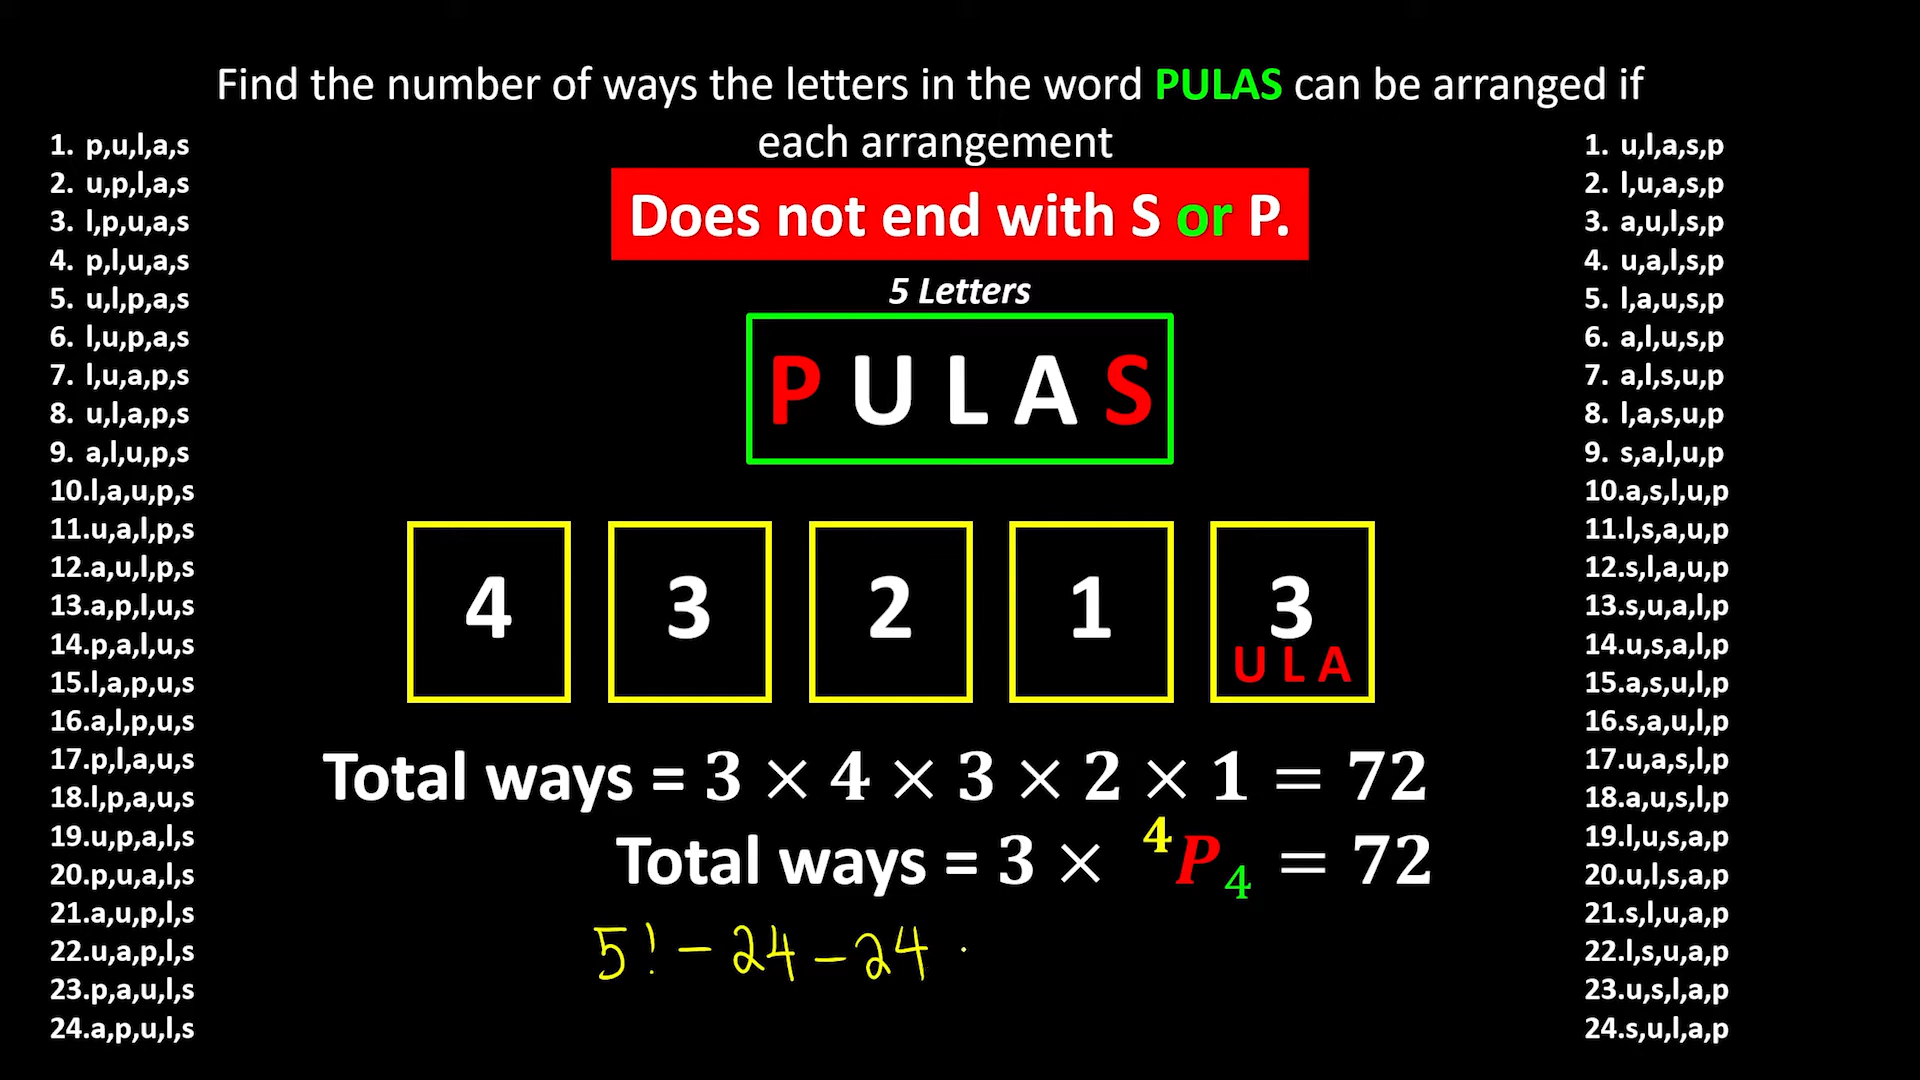 Find the number of ways the letters in the word PULAS can be arranged if
each arrangement
Does not end with S or P.
5 Letters
P U L A S
4 3 2 1 3
U L A
Total ways = 3 × 4 × 3 × 2 × 1 = 72
Total ways = 3 × ⁴P₄ = 72
5! - 24 - 24
1. p,u,l,a,s
2. u,p,l,a,s
3. l,p,u,a,s
4. p,l,u,a,s
5. u,l,p,a,s
6. l,u,p,a,s
7. l,u,a,p,s
8. u,l,a,p,s
9. a,l,u,p,s
10.l,a,u,p,s
11.u,a,l,p,s
12.a,u,l,p,s
13.a,p,l,u,s
14.p,a,l,u,s
15.l,a,p,u,s
16.a,l,p,u,s
17.p,l,a,u,s
18.l,p,a,u,s
19.u,p,a,l,s
20.p,u,a,l,s
21.a,u,p,l,s
22.u,a,p,l,s
23.p,a,u,l,s
24.a,p,u,l,s
1. u,l,a,s,p
2. l,u,a,s,p
3. a,u,l,s,p
4. u,a,l,s,p
5. l,a,u,s,p
6. a,l,u,s,p
7. a,l,s,u,p
8. l,a,s,u,p
9. s,a,l,u,p
10.a,s,l,u,p
11.l,s,a,u,p
12.s,l,a,u,p
13.s,u,a,l,p
14.u,s,a,l,p
15.a,s,u,l,p
16.s,a,u,l,p
17.u,a,s,l,p
18.a,u,s,l,p
19.l,u,s,a,p
20.u,l,s,a,p
21.s,l,u,a,p
22.l,s,u,a,p
23.u,s,l,a,p
24.s,u,l,a,p